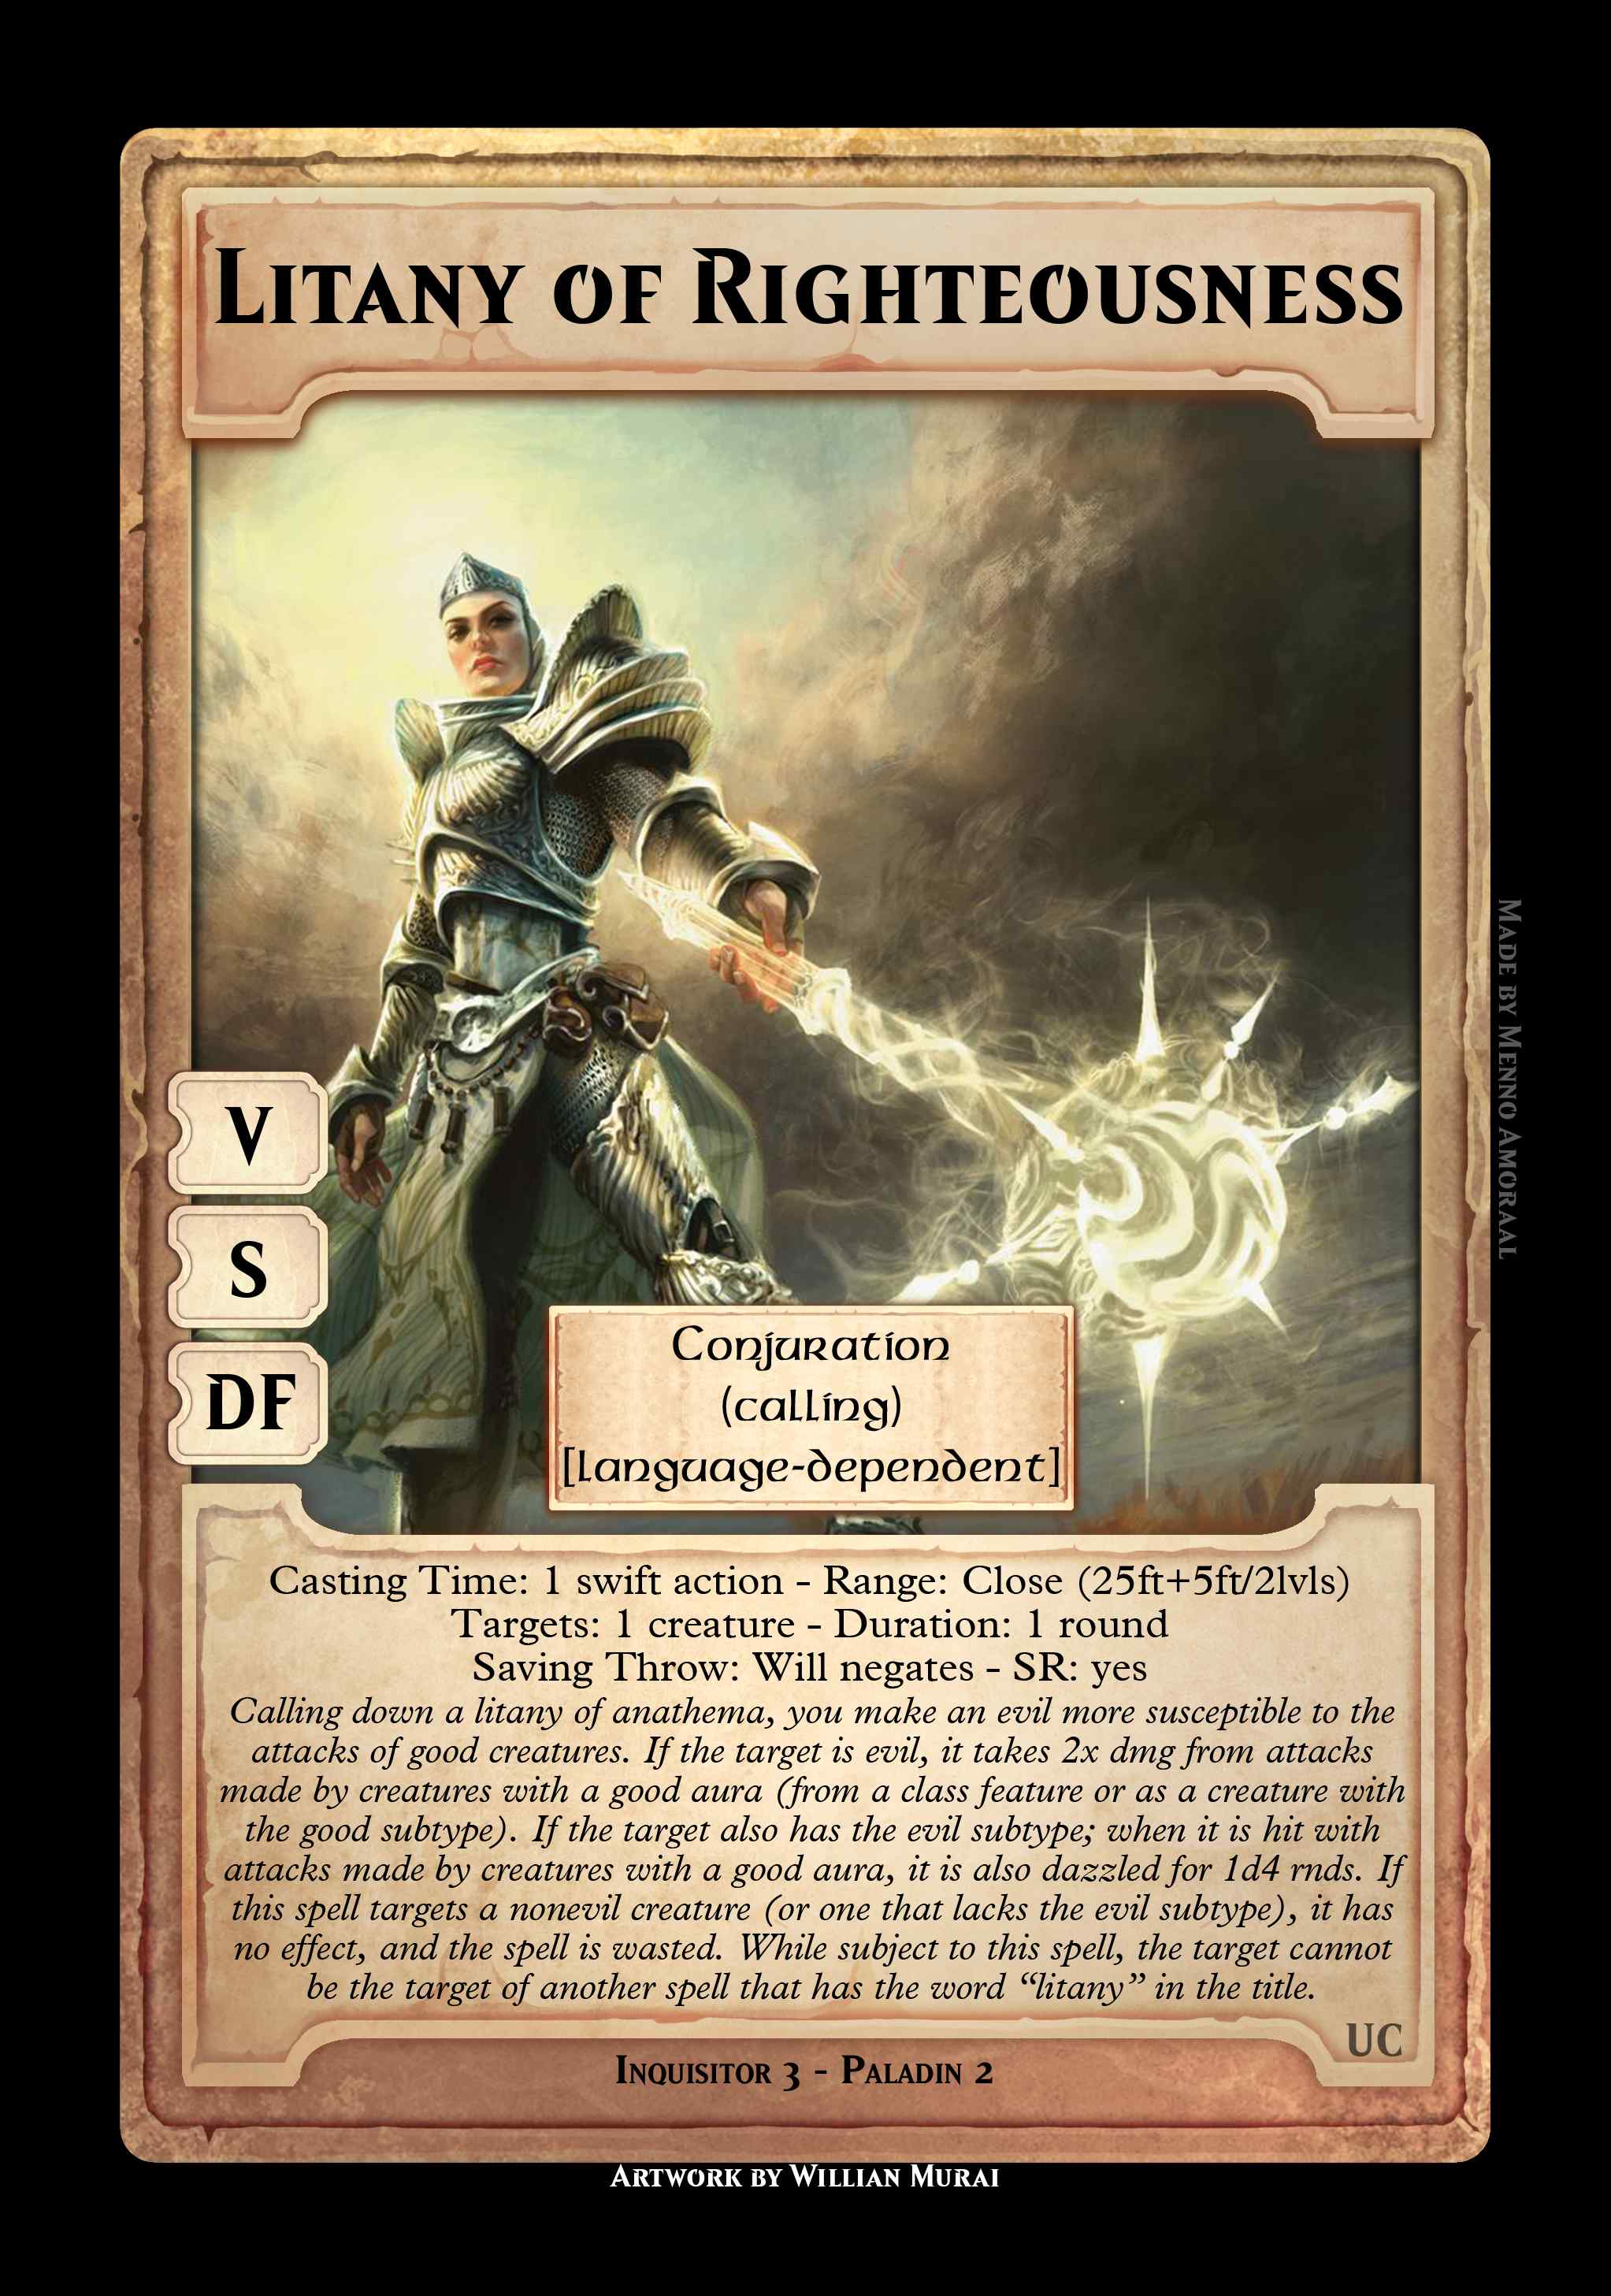 Litany of Righteousness
V
S
DF
Conjuration
(calling)
[language-dependent]
Casting Time: 1 swift action - Range: Close (25ft+5ft/2lvls)
Targets: 1 creature - Duration: 1 round
Saving Throw: Will negates - SR: yes
Calling down a litany of anathema, you make an evil more susceptible to the
attacks of good creatures. If the target is evil, it takes 2x dmg from attacks
made by creatures with a good aura (from a class feature or as a creature with
the good subtype). If the target also has the evil subtype; when it is hit with
attacks made by creatures with a good aura, it is also dazzled for 1d4 rnds. If
this spell targets a nonevil creature (or one that lacks the evil subtype), it has
no effect, and the spell is wasted. While subject to this spell, the target cannot
be the target of another spell that has the word “litany” in the title.
UC
Inquisitor 3 - Paladin 2
Artwork by Willian Murai
Made by Menno Amoraal